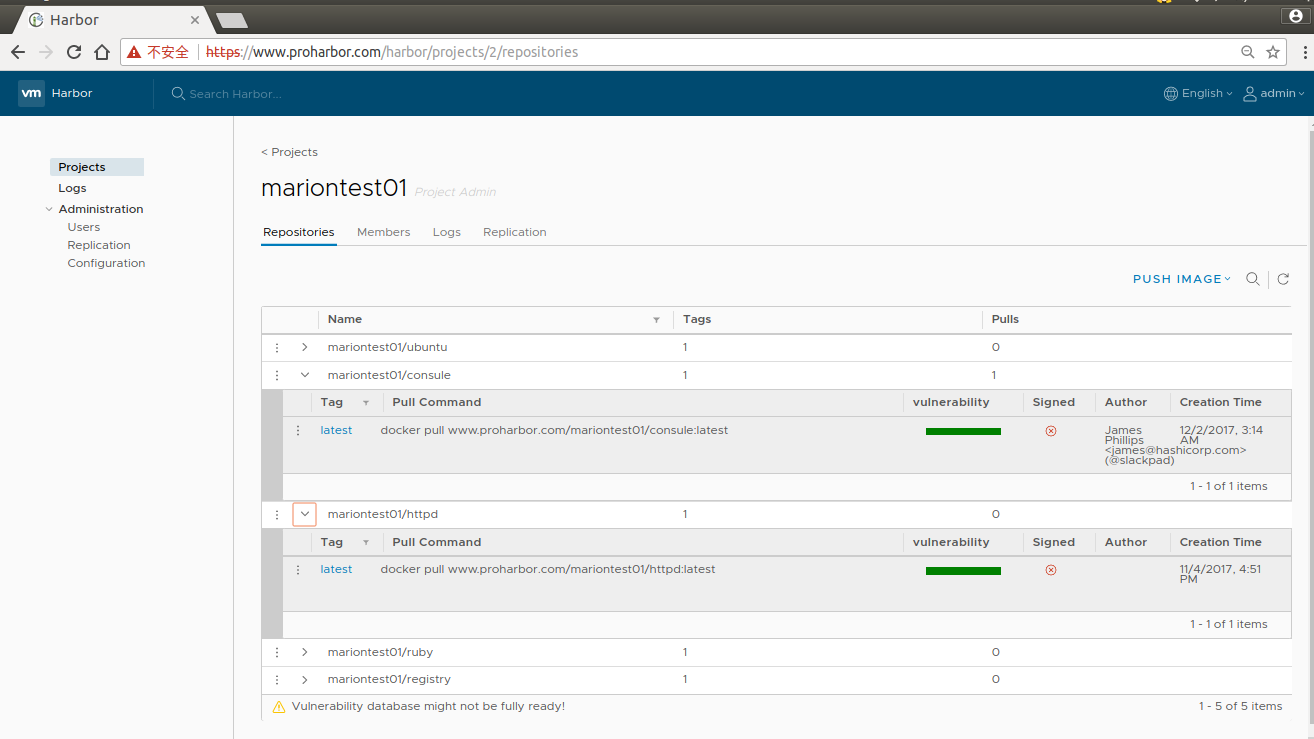 Harbor
不安全 https://www.proharbor.com/harbor/projects/2/repositories
vm Harbor Search Harbor... English admin
Projects
Logs
Administration
Users
Replication
Configuration
< Projects
mariontest01 Project Admin
Repositories Members Logs Replication
PUSH IMAGE
Name Tags Pulls
mariontest01/ubuntu 1 0
mariontest01/consule 1 1
Tag Pull Command vulnerability Signed Author Creation Time
latest docker pull www.proharbor.com/mariontest01/consule:latest James 12/2/2017, 3:14
Phillips AM
<james@hashicorp.com>
(@slackpad)
1 - 1 of 1 items
mariontest01/httpd 1 0
Tag Pull Command vulnerability Signed Author Creation Time
latest docker pull www.proharbor.com/mariontest01/httpd:latest 11/4/2017, 4:51
PM
1 - 1 of 1 items
mariontest01/ruby 1 0
mariontest01/registry 1 0
Vulnerability database might not be fully ready! 1 - 5 of 5 items